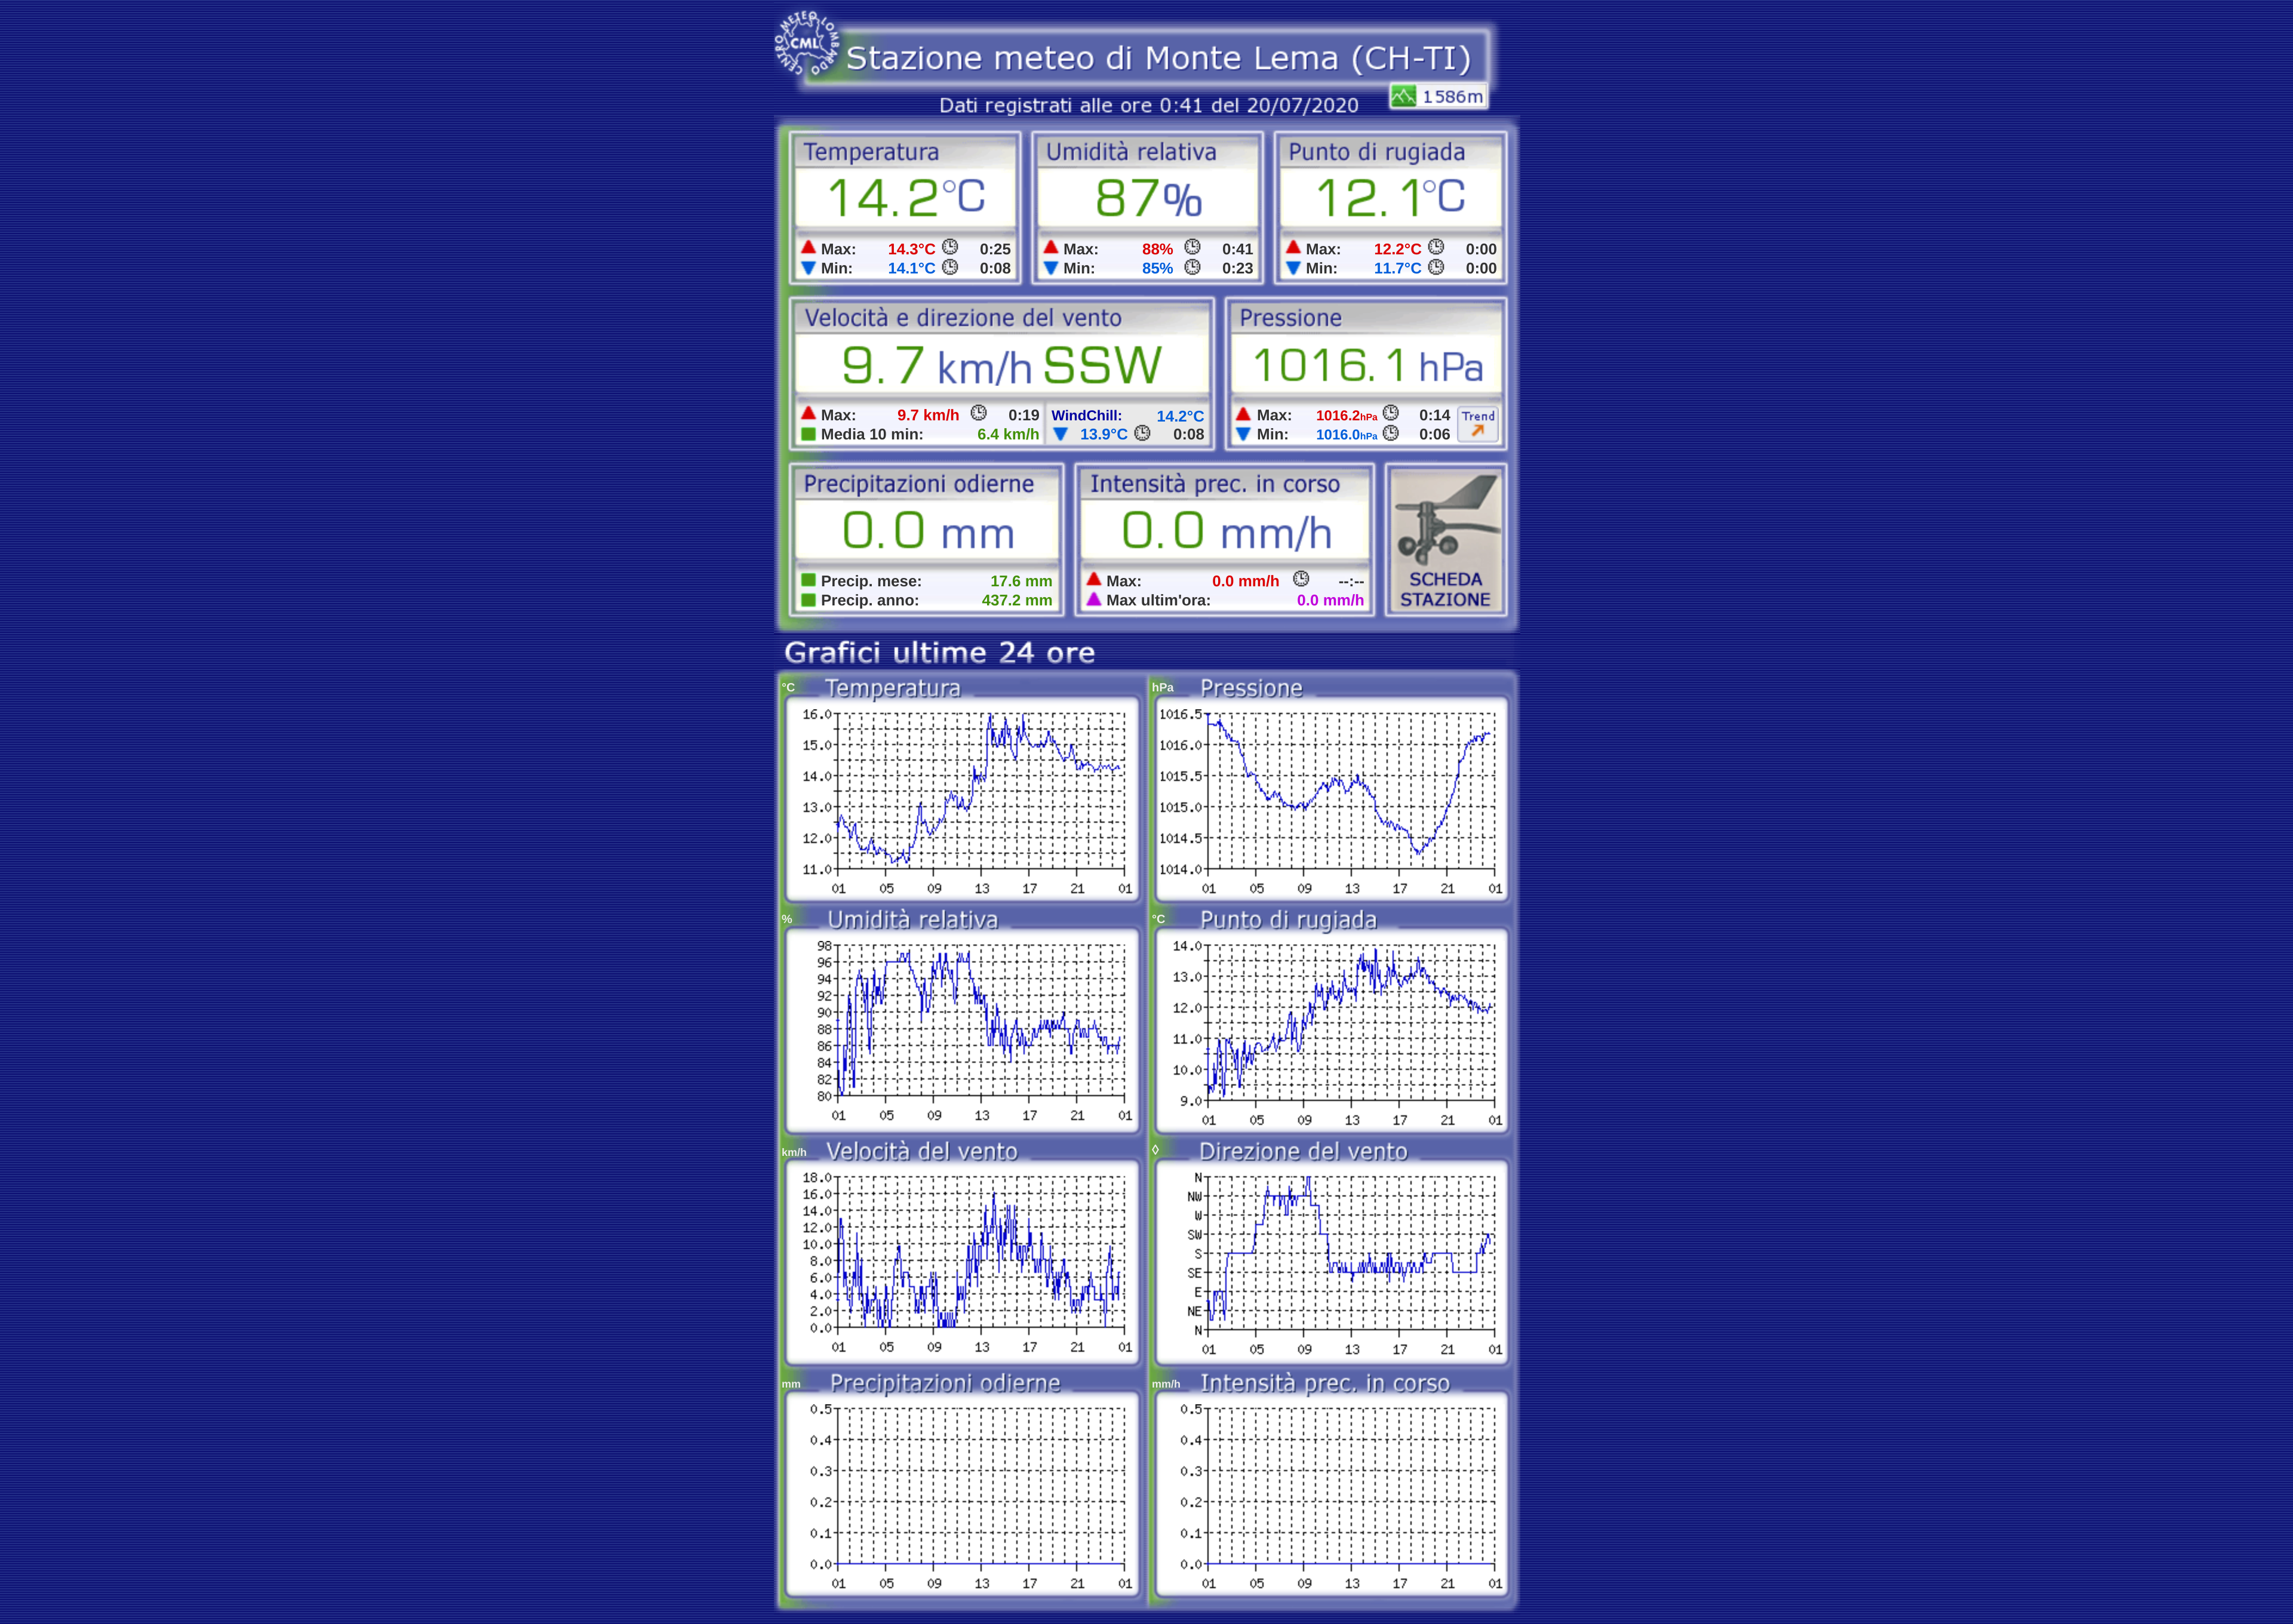 CENTRO METEO LOMBARDO
CML
Stazione meteo di Monte Lema (CH-TI)
1586m
Dati registrati alle ore 0:41 del 20/07/2020
Temperatura
14.2°C
Max: 14.3°C 0:25
Min: 14.1°C 0:08
Umidità relativa
87%
Max: 88% 0:41
Min: 85% 0:23
Punto di rugiada
12.1°C
Max: 12.2°C 0:00
Min: 11.7°C 0:00
Velocità e direzione del vento
9.7 km/h SSW
Max: 9.7 km/h 0:19
Media 10 min: 6.4 km/h
WindChill: 14.2°C
13.9°C 0:08
Pressione
1016.1 hPa
Max: 1016.2hPa 0:14
Min: 1016.0hPa 0:06
Trend
Precipitazioni odierne
0.0 mm
Precip. mese: 17.6 mm
Precip. anno: 437.2 mm
Intensità prec. in corso
0.0 mm/h
Max: 0.0 mm/h --:--
Max ultim'ora: 0.0 mm/h
SCHEDA
STAZIONE
Grafici ultime 24 ore
°C Temperatura
16.0
15.0
14.0
13.0
12.0
11.0
01 05 09 13 17 21 01
hPa Pressione
1016.5
1016.0
1015.5
1015.0
1014.5
1014.0
01 05 09 13 17 21 01
% Umidità relativa
98
96
94
92
90
88
86
84
82
80
01 05 09 13 17 21 01
°C Punto di rugiada
14.0
13.0
12.0
11.0
10.0
9.0
01 05 09 13 17 21 01
km/h Velocità del vento
18.0
16.0
14.0
12.0
10.0
8.0
6.0
4.0
2.0
0.0
01 05 09 13 17 21 01
◊ Direzione del vento
N
NW
W
SW
S
SE
E
NE
N
01 05 09 13 17 21 01
mm Precipitazioni odierne
0.5
0.4
0.3
0.2
0.1
0.0
01 05 09 13 17 21 01
mm/h Intensità prec. in corso
0.5
0.4
0.3
0.2
0.1
0.0
01 05 09 13 17 21 01